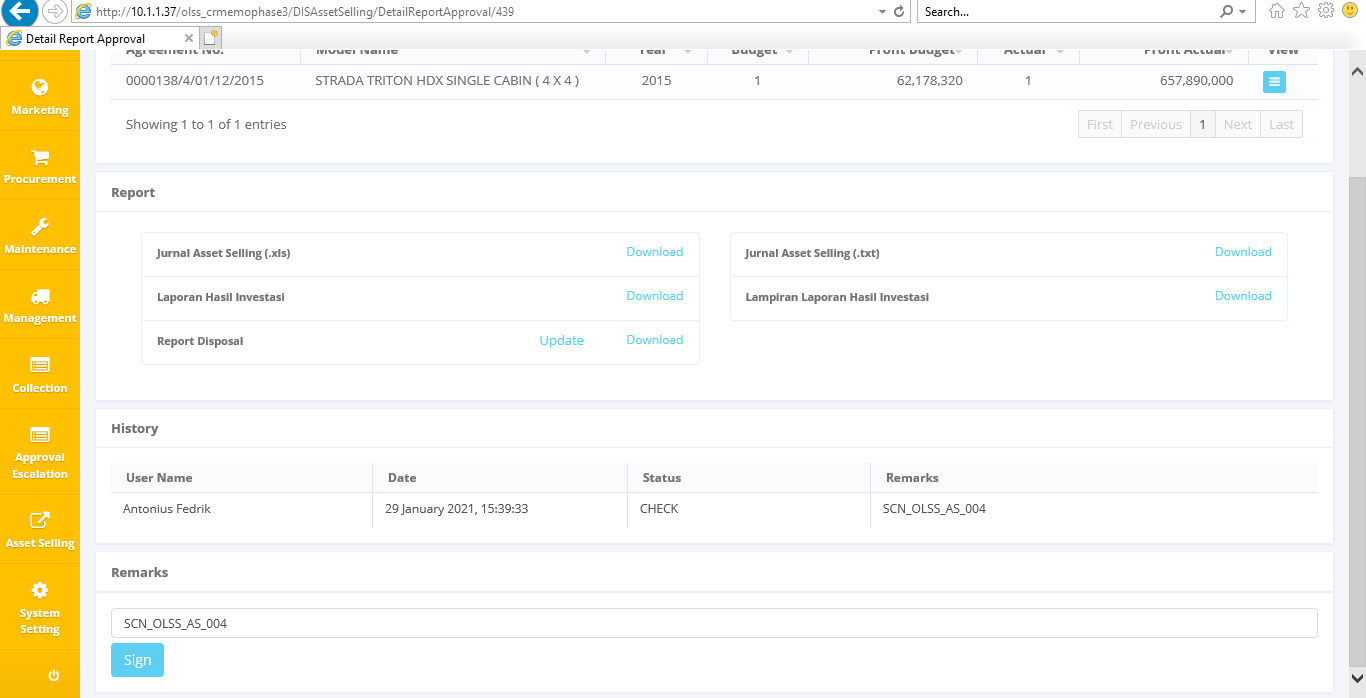 http://10.1.1.37/olss_crmemophase3/DISAssetSelling/DetailReportApproval/439
Search...
Detail Report Approval
Agreement No. Model Name Year Budget Profit Budget Actual Profit Actual View
0000138/4/01/12/2015 STRADA TRITON HDX SINGLE CABIN ( 4 X 4 ) 2015 1 62,178,320 1 657,890,000
Showing 1 to 1 of 1 entries
First Previous 1 Next Last
Marketing
Procurement
Maintenance
Management
Collection
Approval
Escalation
Asset Selling
System
Setting
Report
Jurnal Asset Selling (.xls) Download
Jurnal Asset Selling (.txt) Download
Laporan Hasil Investasi Download
Lampiran Laporan Hasil Investasi Download
Report Disposal Update Download
History
User Name Date Status Remarks
Antonius Fedrik 29 January 2021, 15:39:33 CHECK SCN_OLSS_AS_004
Remarks
SCN_OLSS_AS_004
Sign